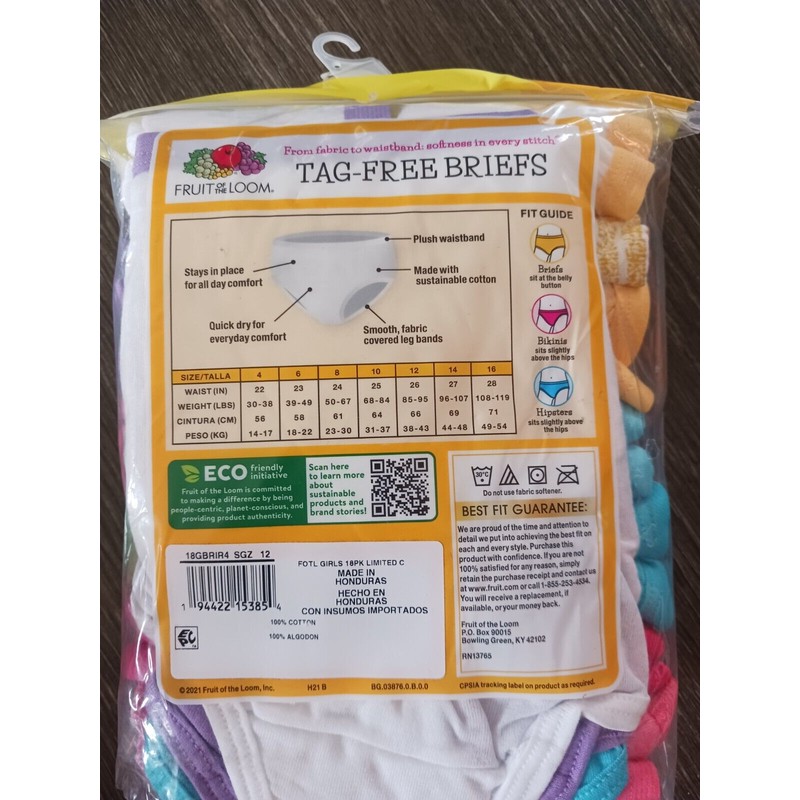 From fabric to waistband: softness in every stitch
FRUIT OF THE LOOM®
TAG-FREE BRIEFS
Plush waistband
Stays in place
for all day comfort
Made with
sustainable cotton
Quick dry for
everyday comfort
Smooth, fabric
covered leg bands
FIT GUIDE
Briefs
sit at the belly
button
Bikinis
sits slightly
above the hips
Hipsters
sits slightly above
the hips
SIZE/TALLA 4 6 8 10 12 14 16
WAIST (IN) 22 23 24 25 26 27 28
WEIGHT (LBS) 30-38 39-49 50-67 68-84 85-95 96-107 108-119
CINTURA (CM) 56 58 61 64 66 69 71
PESO (KG) 14-17 18-22 23-30 31-37 38-43 44-48 49-54
ECO friendly
initiative
Fruit of the Loom is committed
to making a difference by being
people-centric, planet-conscious, and
providing product authenticity.
Scan here
to learn more
about
sustainable
products and
brand stories!
30°C
Do not use fabric softener.
BEST FIT GUARANTEE:
We are proud of the time and attention to
detail we put into achieving the best fit on
each and every style. Purchase this
product with confidence. If you are not
100% satisfied for any reason, simply
retain the purchase receipt and contact us
at www.fruit.com or call 1-855-253-4534.
You will receive a replacement, if
available, or your money back.
Fruit of the Loom
P.O. Box 90015
Bowling Green, KY 42102
RN13765
18GBRIR4 SGZ 12
1 94422 15385 4
FOTL GIRLS 18PK LIMITED C
MADE IN
HONDURAS
HECHO EN
HONDURAS
CON INSUMOS IMPORTADOS
100% COTTON
100% ALGODON
© 2021 Fruit of the Loom, Inc.
H21 B
BG.03876.0.B.0.0
CPSIA tracking label on product as required.